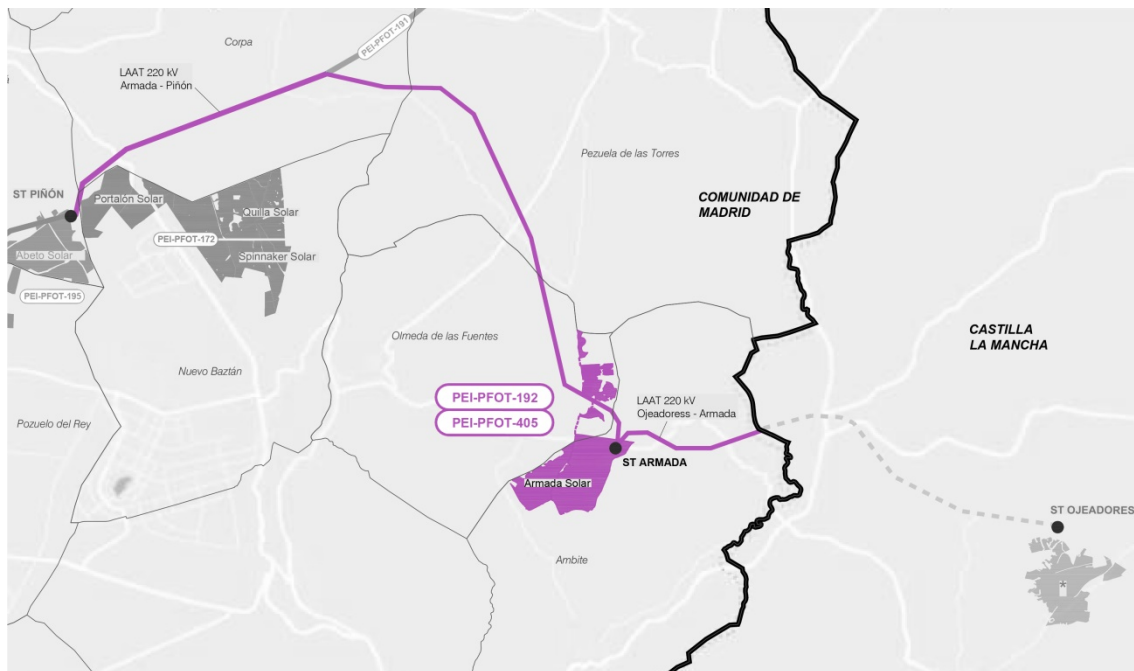 Corpa
PEI-PFOT-191
LAAT 220 kV
Armada - Piñón
Pezuela de las Torres
ST PIÑÓN
Portalón Solar
Quilla Solar
COMUNIDAD DE
MADRID
PEI-PFOT-172
Abeto Solar
Spinnaker Solar
PEI-PFOT-195
Olmeda de las Fuentes
CASTILLA
LA MANCHA
Nuevo Baztán
PEI-PFOT-192
LAAT 220 kV
Ojeadoress - Armada
Pozuelo del Rey
PEI-PFOT-405
ST ARMADA
Armada Solar
ST OJEADORES
Ambite